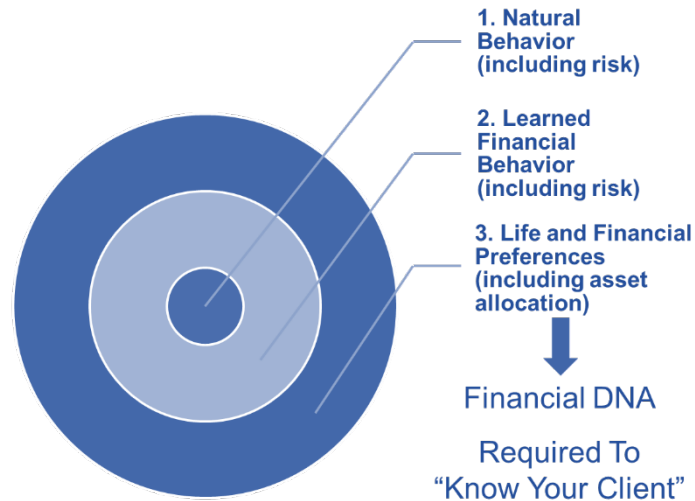 1. Natural
Behavior
(including risk)
2. Learned
Financial
Behavior
(including risk)
3. Life and Financial
Preferences
(including asset
allocation)
Financial DNA
Required To
“Know Your Client”